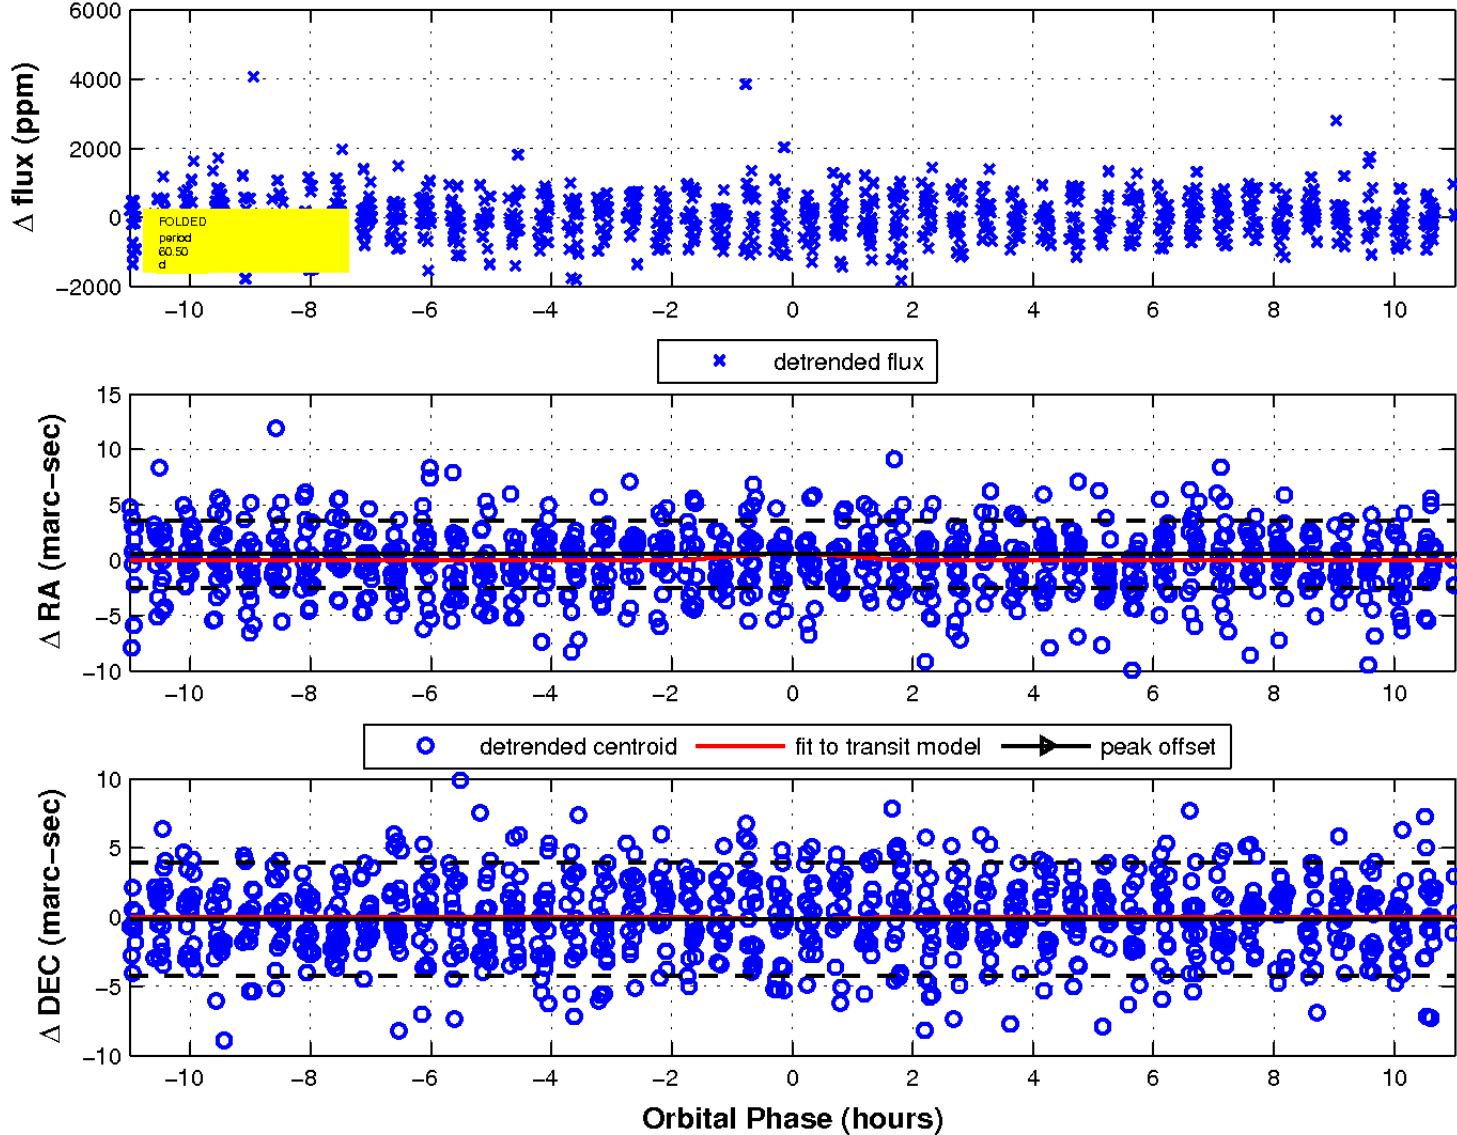 6000
4000
2000
0
−2000
Δ flux (ppm)
FOLDED
period
60.50
d
−10 −8 −6 −4 −2 0 2 4 6 8 10
detrended flux
15
10
5
0
−5
−10
Δ RA (marc−sec)
−10 −8 −6 −4 −2 0 2 4 6 8 10
detrended centroid fit to transit model peak offset
10
5
0
−5
−10
Δ DEC (marc−sec)
−10 −8 −6 −4 −2 0 2 4 6 8 10
Orbital Phase (hours)